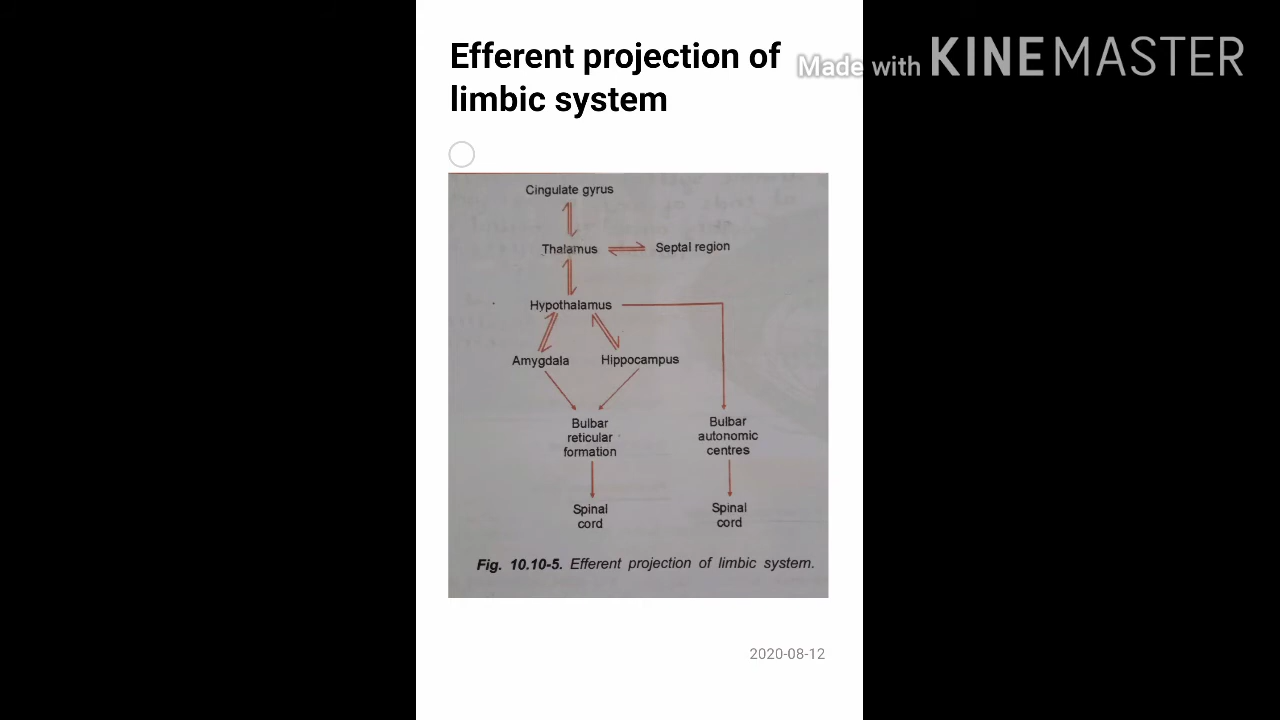 Efferent projection of
limbic system
Made with KINEMASTER
Cingulate gyrus
Thalamus
Septal region
Hypothalamus
Amygdala
Hippocampus
Bulbar
reticular
formation
Bulbar
autonomic
centres
Spinal
cord
Spinal
cord
Fig. 10.10-5. Efferent projection of limbic system.
2020-08-12